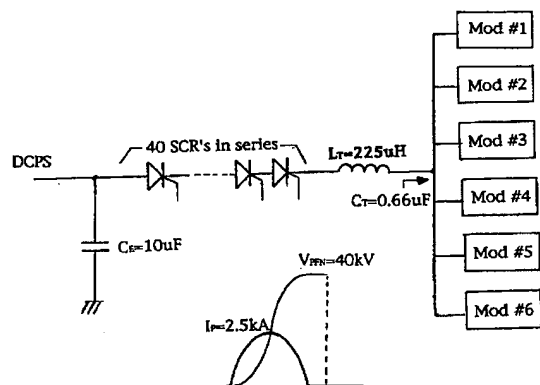 Mod #1
Mod #2
40 SCR's in series
LT=225uH
Mod #3
DCPS
CT=0.66uF
Mod #4
CE=10uF
VPFN=40kV
Mod #5
IP=2.5kA
Mod #6